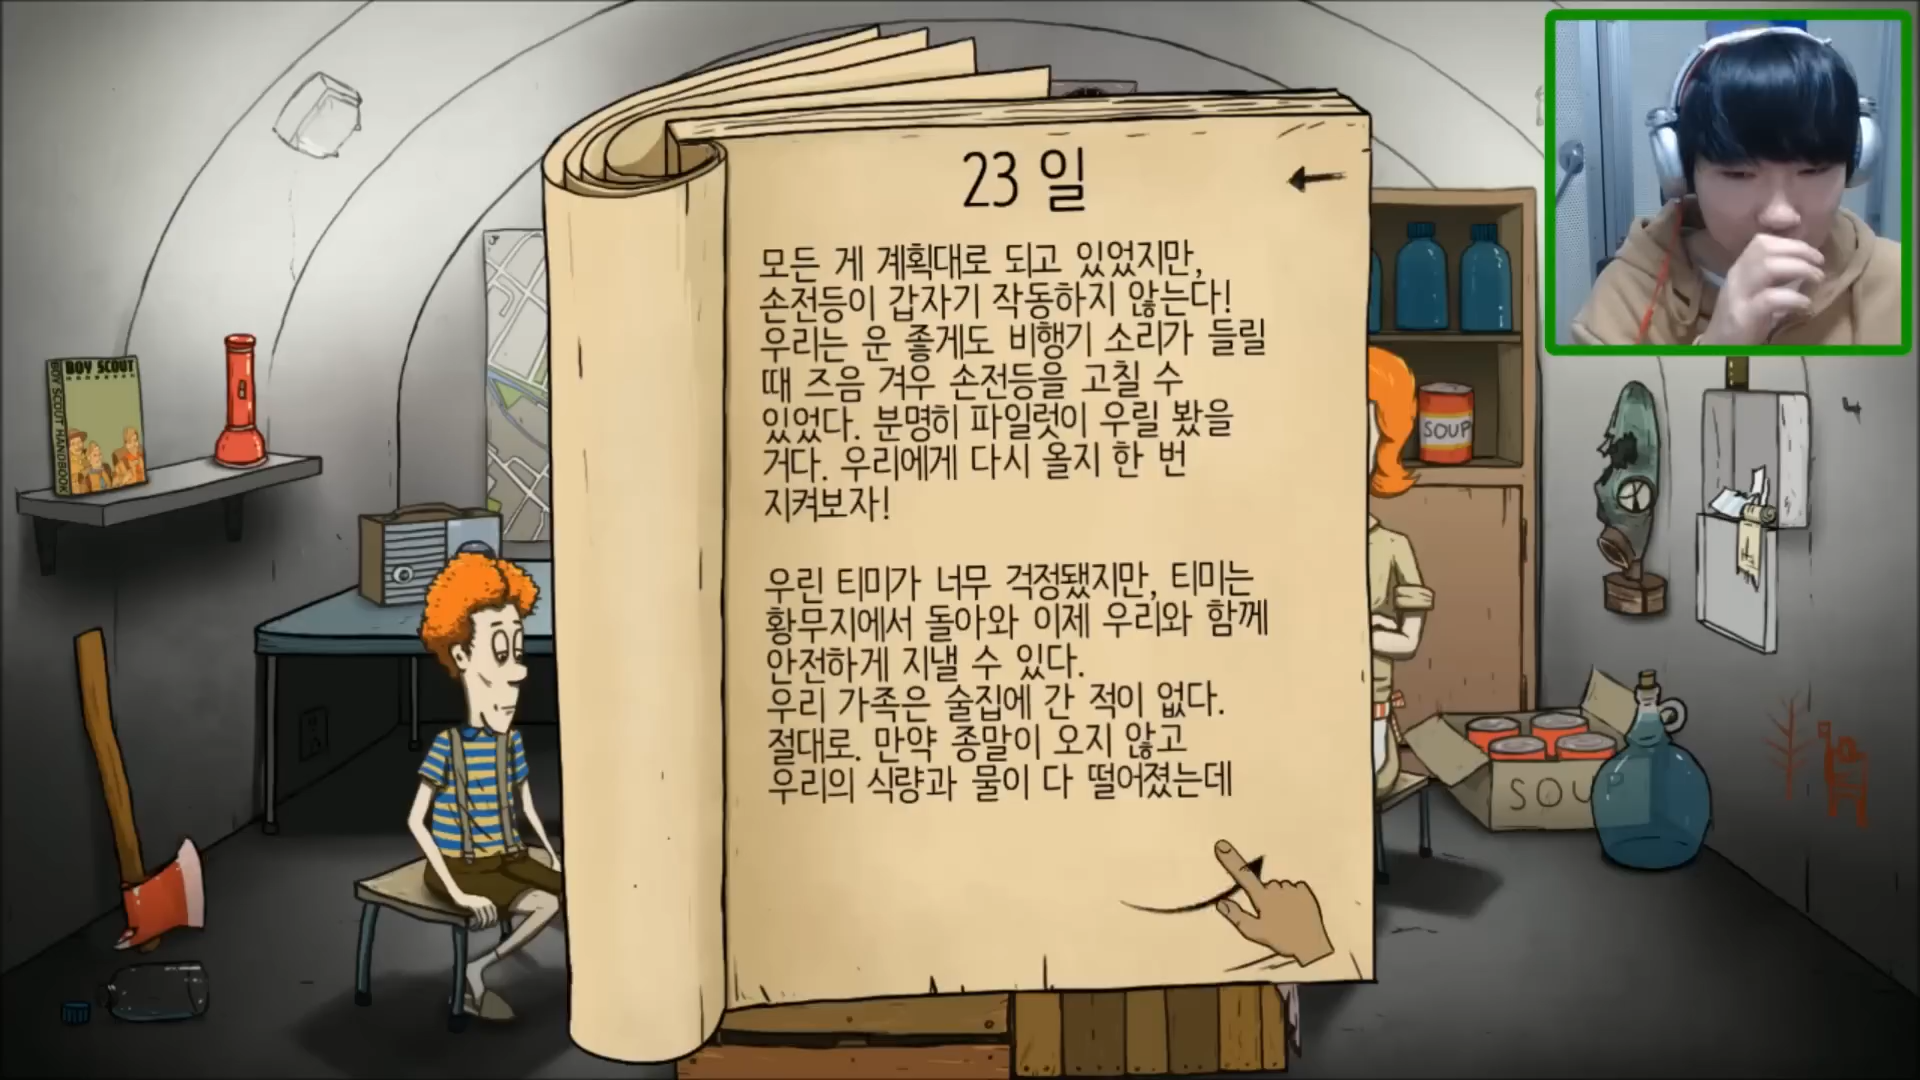 23 일
모든 게 계획대로 되고 있었지만,
손전등이 갑자기 작동하지 않는다!
우리는 운 좋게도 비행기 소리가 들릴
때 즈음 겨우 손전등을 고칠 수
있었다. 분명히 파일럿이 우릴 봤을
거다. 우리에게 다시 올지 한 번
지켜보자!
우린 티미가 너무 걱정됐지만, 티미는
황무지에서 돌아와 이제 우리와 함께
안전하게 지낼 수 있다.
우리 가족은 술집에 간 적이 없다.
절대로. 만약 종말이 오지 않고
우리의 식량과 물이 다 떨어졌는데
BOY SCOUT
BOY SCOUT HANDBOOK
SOUP
SOUP